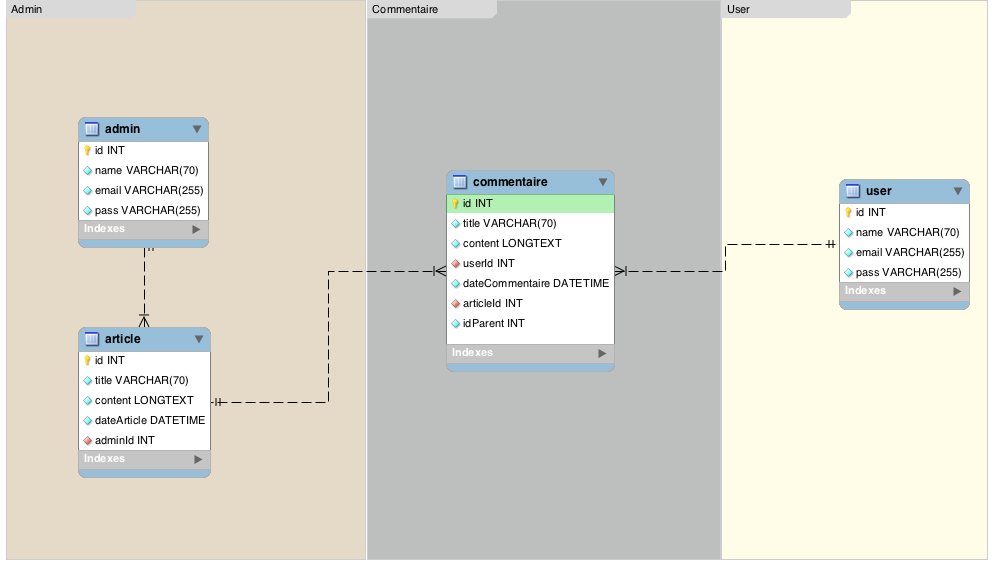 Admin
Commentaire
User
admin
id INT
name VARCHAR(70)
email VARCHAR(255)
pass VARCHAR(255)
Indexes
article
id INT
title VARCHAR(70)
content LONGTEXT
dateArticle DATETIME
adminId INT
Indexes
commentaire
id INT
title VARCHAR(70)
content LONGTEXT
userId INT
dateCommentaire DATETIME
articleId INT
idParent INT
Indexes
user
id INT
name VARCHAR(70)
email VARCHAR(255)
pass VARCHAR(255)
Indexes